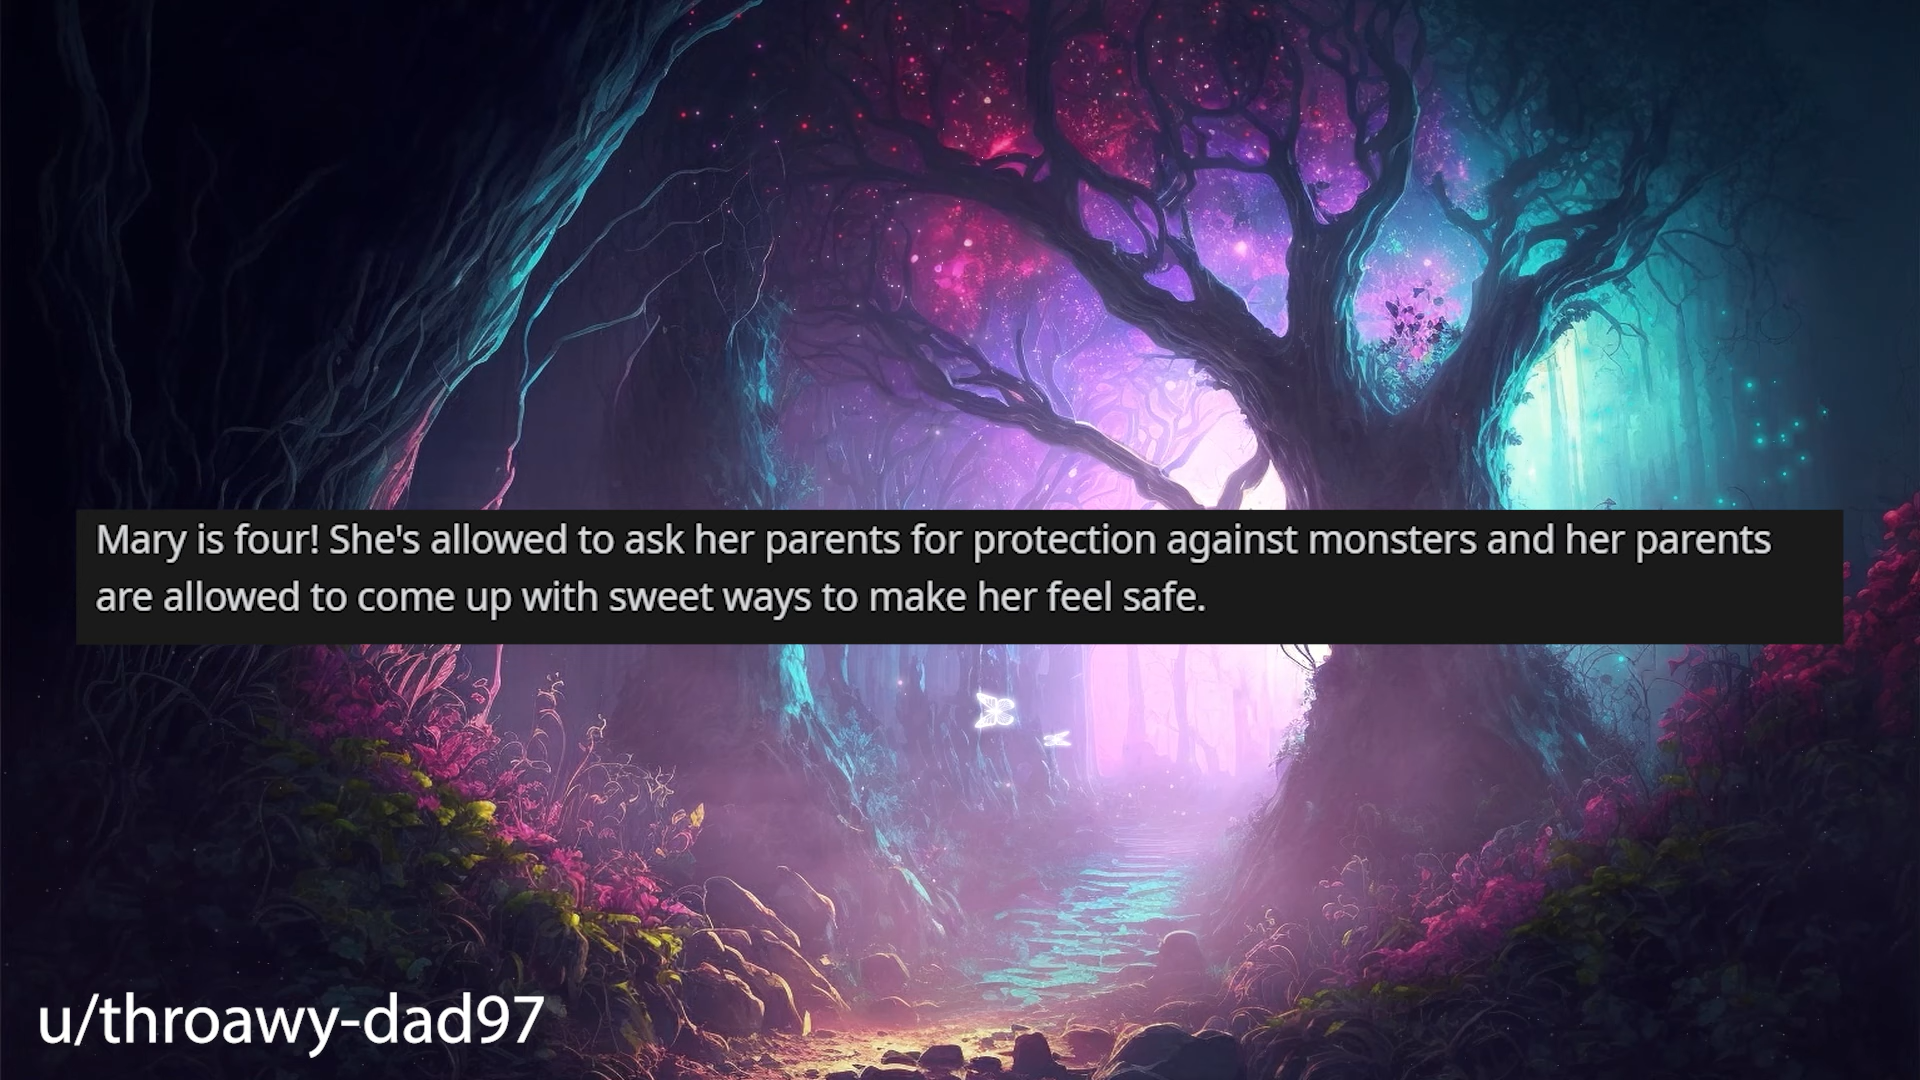 Mary is four! She's allowed to ask her parents for protection against monsters and her parents
are allowed to come up with sweet ways to make her feel safe.
u/throawy-dad97